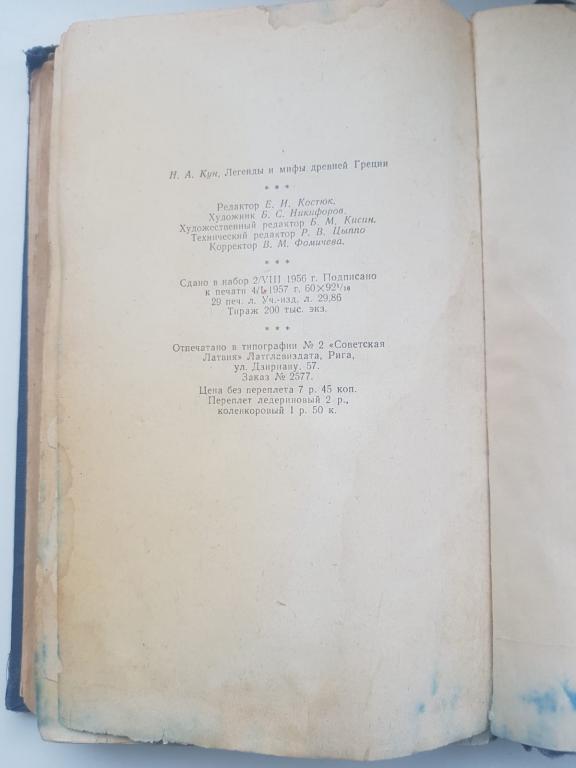 Н. А. Кун, Легенды и мифы древней Греции
* * *
Редактор Е. И. Костюк.
Художник Б. С. Никифоров.
Художественный редактор Б. М. Кисин.
Технический редактор Р. В. Цыппо
Корректор В. М. Фомичева.
* * *
Сдано в набор 2/VIII 1956 г. Подписано
к печати 4/I 1957 г. 60×92 1/16
29 печ. л. Уч.-изд. л. 29,86
Тираж 200 тыс. экз.
* * *
Отпечатано в типографии № 2 «Советская
Латвия» Латглавиздата, Рига,
ул. Дзирнаву, 57.
Заказ № 2577.
Цена без переплета 7 р. 45 коп.
Переплет ледериновый 2 р.,
коленкоровый 1 р. 50 к.